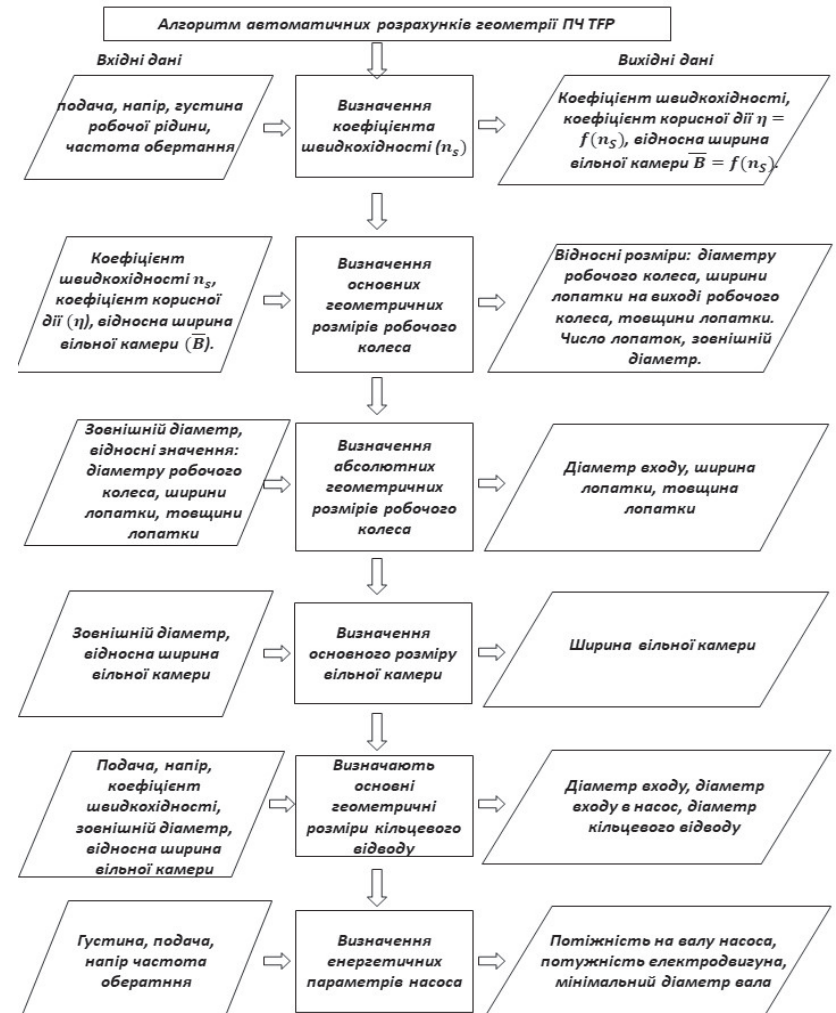 Алгоритм автоматичних розрахунків геометрії ПЧ TFP
Вхідні дані
Вихідні дані
подача, напір, густина
робочої рідини,
частота обертання
Визначення
коефіцієнта
швидкохідності (n_s)
Коефіцієнт швидкохідності,
коефіцієнт корисної дії η =
f(n_S), відносна ширина
вільної камери B̅ = f(n_S).
Коефіцієнт
швидкохідності n_s,
коефіцієнт корисної
дії (η), відносна ширина
вільної камери (B̅).
Визначення
основних
геометричних
розмірів робочого
колеса
Відносні розміри: діаметру
робочого колеса, ширини
лопатки на виході робочого
колеса, товщини лопатки.
Число лопаток, зовнішній
діаметр.
Зовнішній діаметр,
відносні значення:
діаметру робочого
колеса, ширини
лопатки, товщини
лопатки
Визначення
абсолютних
геометричних
розмірів робочого
колеса
Діаметр входу, ширина
лопатки, товщина
лопатки
Зовнішній діаметр,
відносна ширина
вільної камери
Визначення
основного розміру
вільної камери
Ширина вільної камери
Подача, напір,
коефіцієнт
швидкохідності,
зовнішній діаметр,
відносна ширина
вільної камери
Визначають
основні
геометричні
розміри кільцевого
відводу
Діаметр входу, діаметр
входу в насос, діаметр
кільцевого відводу
Густина, подача,
напір частота
обератння
Визначення
енергетичних
параметрів насоса
Потіжність на валу насоса,
потужність електродвигуна,
мінімальний діаметр вала